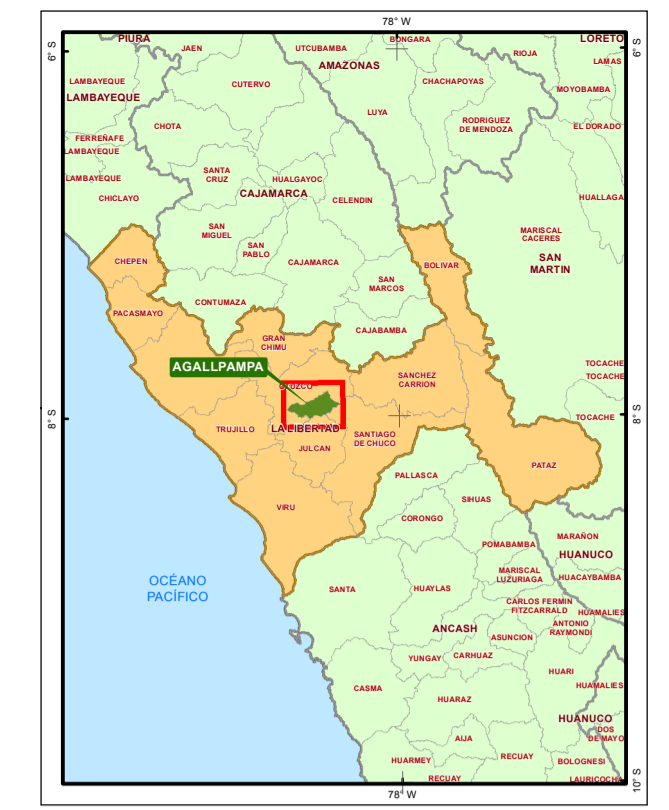 78° W
6° S
6° S
PIURA
JAEN
UTCUBAMBA
BONGARA
LORETO
RIOJA
LAMAS
AMAZONAS
LAMBAYEQUE
CUTERVO
CHACHAPOYAS
MOYOBAMBA
LAMBAYEQUE
LUYA
RODRIGUEZ
DE MENDOZA
CHOTA
EL DORADO
FERREÑAFE
LAMBAYEQUE
SANTA
CRUZ
HUALGAYOC
LAMBAYEQUE
CAJAMARCA
CELENDIN
CHICLAYO
HUALLAGA
SAN
MIGUEL
MARISCAL
CACERES
SAN
PABLO
SAN
MARTIN
CHEPEN
CAJAMARCA
BOLIVAR
SAN
MARCOS
CONTUMAZA
PACASMAYO
CAJABAMBA
GRAN
CHIMU
AGALLPAMPA
TOCACHE
SANCHEZ
CARRION
TOCACHE
8° S
8° S
TOCACHE
TRUJILLO
LA LIBERTAD
SANTIAGO
DE CHUCO
JULCAN
PATAZ
PALLASCA
SIHUAS
VIRU
CORONGO
MARAÑON
POMABAMBA
HUANUCO
OCÉANO
PACÍFICO
MARISCAL
LUZURIAGA
HUACAYBAMBA
SANTA
HUAYLAS
CARLOS FERMIN
FITZCARRALD
HUAMALIES
ANCASH
ANTONIO
RAYMONDI
ASUNCION
YUNGAY
CARHUAZ
HUARI
CASMA
HUAMALIES
HUARAZ
HUANUCO
DOS
DE MAYO
AIJA
HUARMEY
RECUAY
BOLOGNESI
RECUAY
LAURICOCHA
10° S
78° W